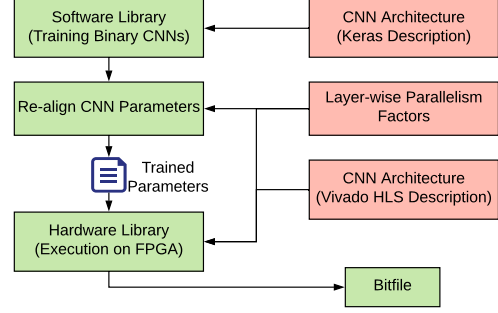 Software Library
(Training Binary CNNs)
CNN Architecture
(Keras Description)
Re-align CNN Parameters
Layer-wise Parallelism
Factors
Trained
Parameters
CNN Architecture
(Vivado HLS Description)
Hardware Library
(Execution on FPGA)
Bitfile